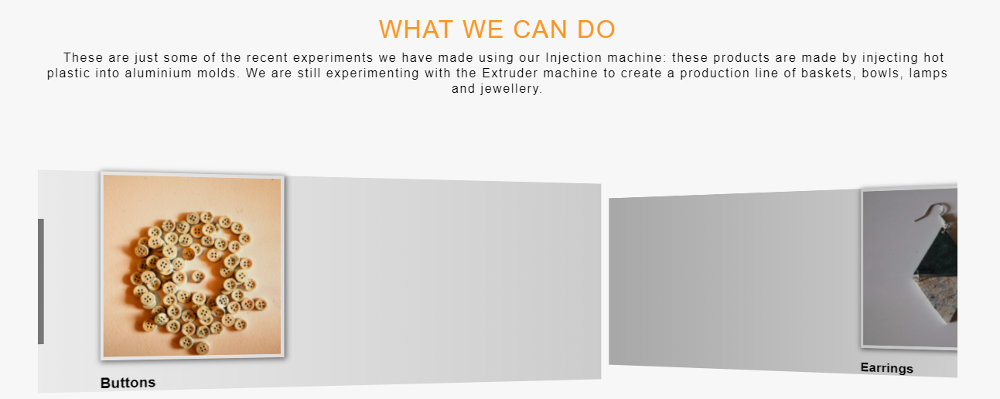 WHAT WE CAN DO
These are just some of the recent experiments we have made using our Injection machine: these products are made by injecting hot
plastic into aluminium molds. We are still experimenting with the Extruder machine to create a production line of baskets, bowls, lamps
and jewellery.
Buttons
Earrings